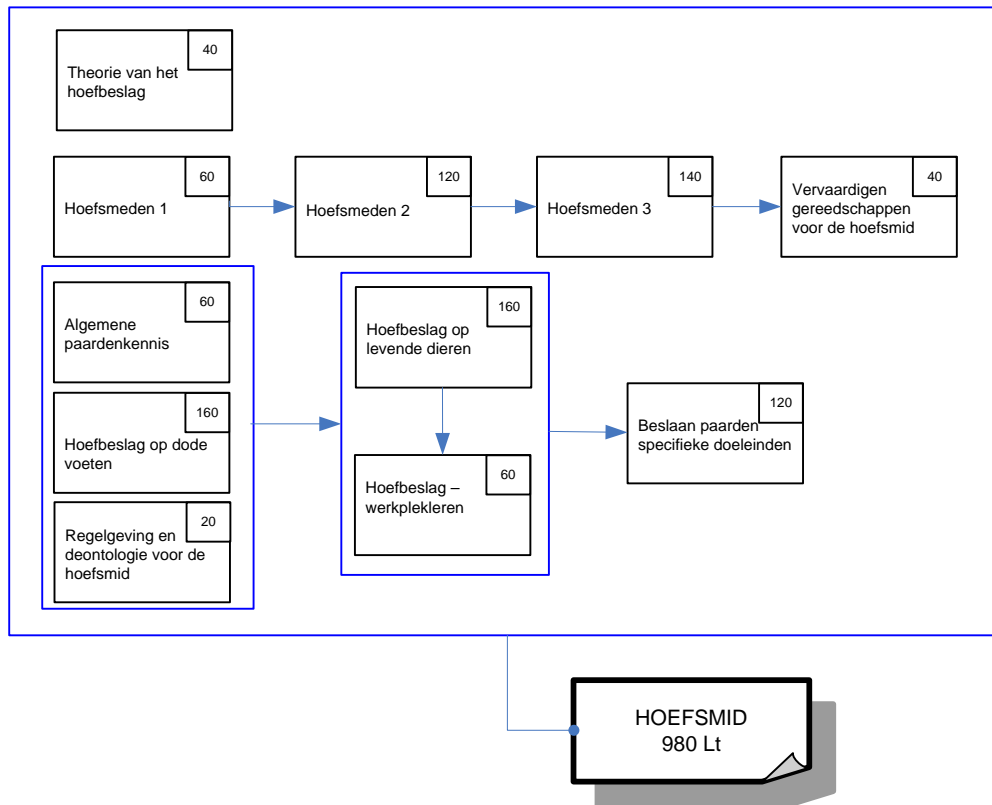 40
Theorie van het
hoefbeslag
60
Hoefsmeden 1
120
Hoefsmeden 2
140
Hoefsmeden 3
40
Vervaardigen
gereedschappen
voor de hoefsmid
60
Algemene
paardenkennis
160
Hoefbeslag op dode
voeten
20
Regelgeving en
deontologie voor de
hoefsmid
160
Hoefbeslag op
levende dieren
60
Hoefbeslag –
werkplekleren
120
Beslaan paarden
specifieke doeleinden
HOEFSMID
980 Lt